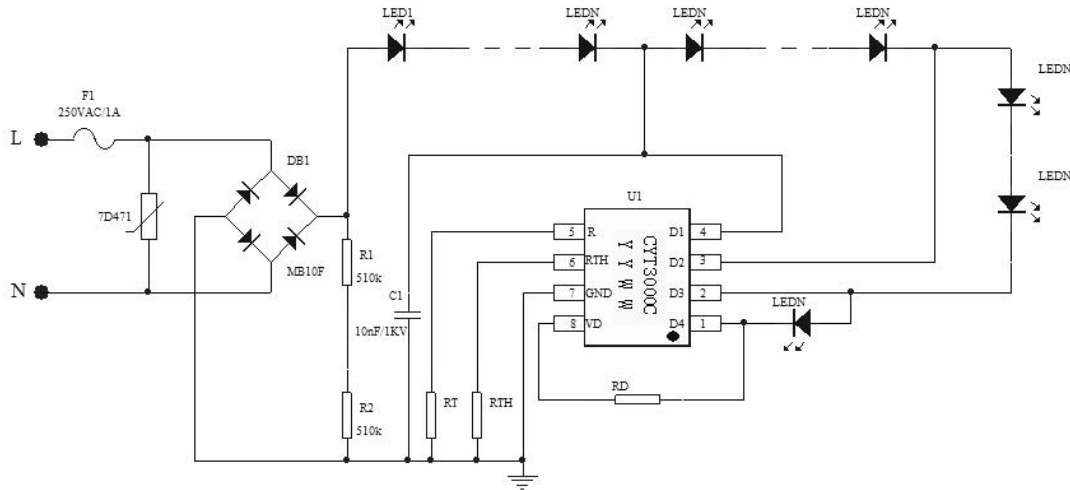 LED1
LEDN
LEDN
LEDN
LEDN
F1
250VAC/1A
L
DB1
LEDN
U1
7D471
5
R
D1
4
6
RTH
D2
3
7
GND
D3
2
8
VD
D4
1
CYT3000C
YYWW
MB10F
R1
510k
N
C1
10nF/1KV
LEDN
RD
R2
510k
RT
RTH